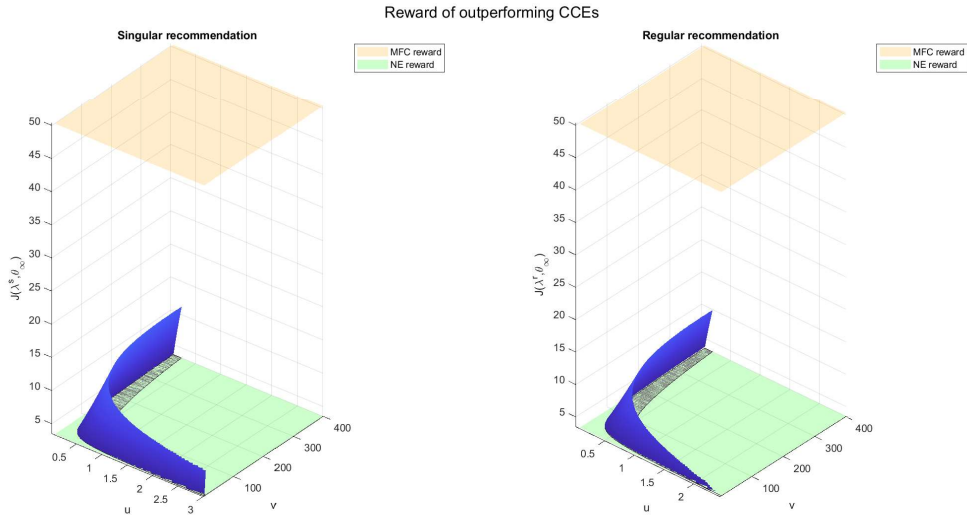 Reward of outperforming CCEs
Singular recommendation
MFC reward
NE reward
50
45
40
35
30
25
20
15
10
5
J(λ^s,θ_∞)
0.5
1
1.5
2
2.5
3
u
100
200
300
400
v
Regular recommendation
MFC reward
NE reward
50
45
40
35
30
25
20
15
10
5
J(λ^r,θ_∞)
0.5
1
1.5
2
u
100
200
300
400
v